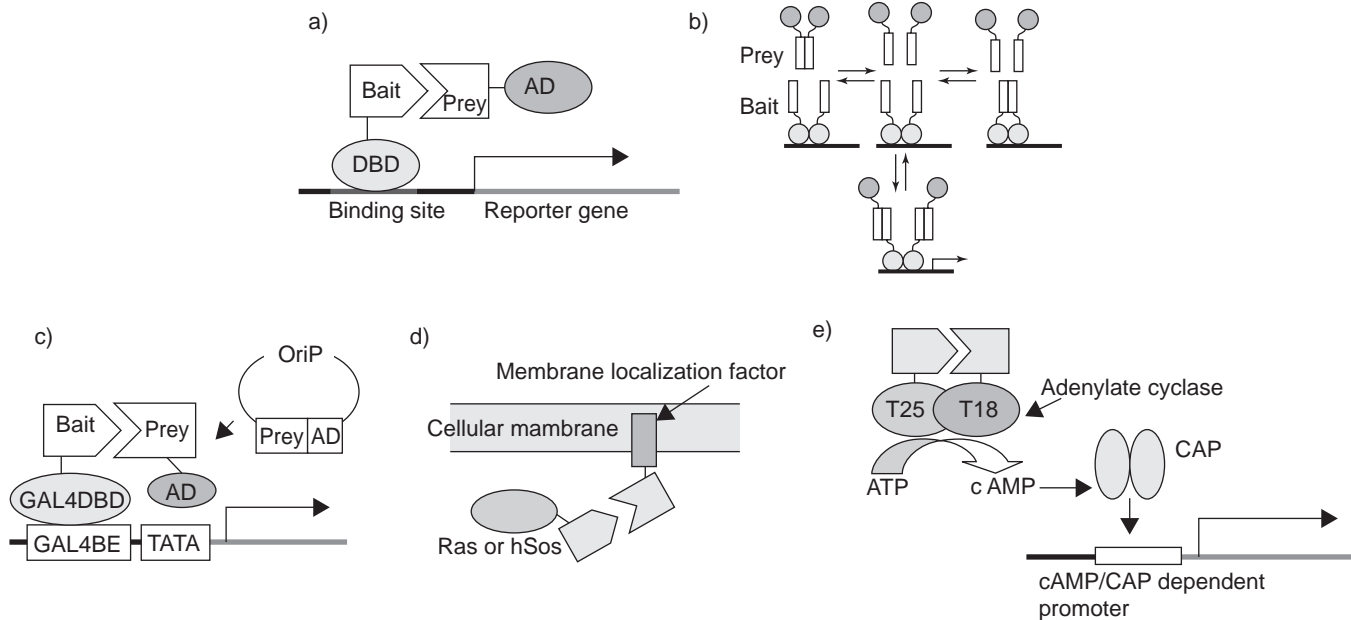 a)
Bait
Prey
AD
DBD
Binding site
Reporter gene
b)
Prey
Bait
c)
OriP
Bait
Prey
Prey AD
GAL4DBD
AD
GAL4BE
TATA
d)
Membrane localization factor
Cellular mambrane
Ras or hSos
e)
T25
T18
Adenylate cyclase
ATP
c AMP
CAP
cAMP/CAP dependent
promoter